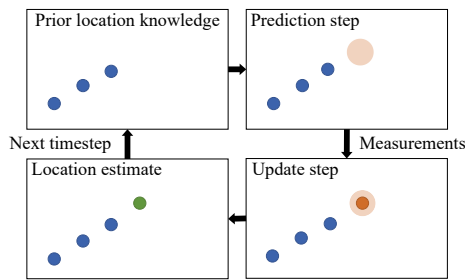 Prior location knowledge
Prediction step
Next timestep
Measurements
Location estimate
Update step